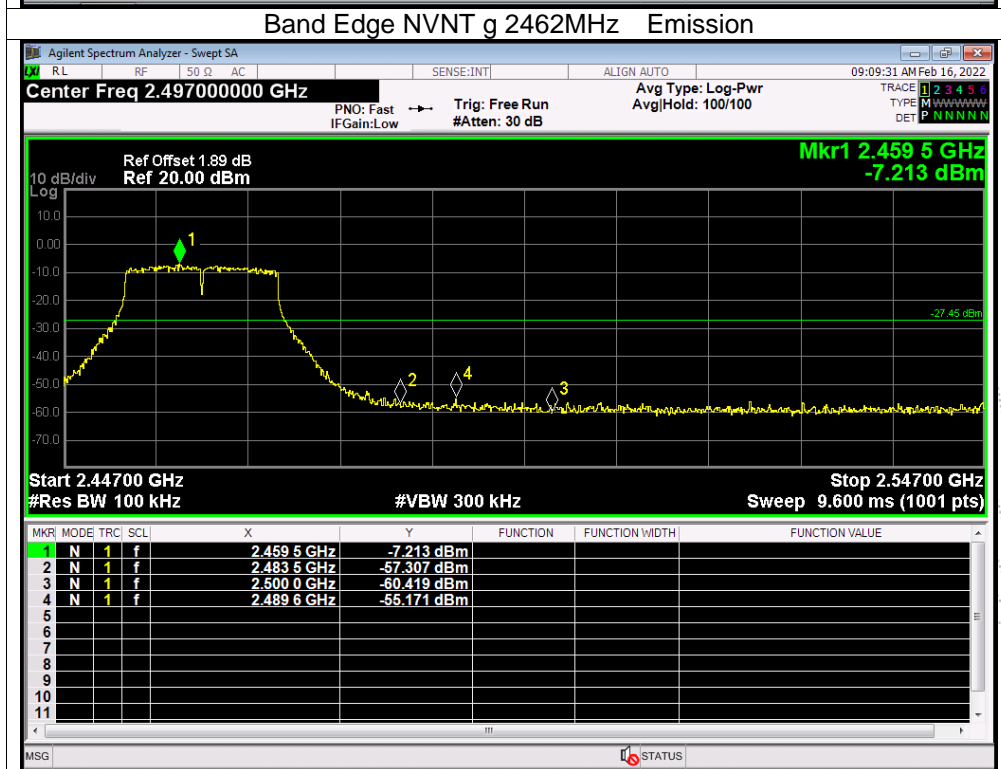 Band Edge NVNT g 2462MHz Emission
Agilent Spectrum Analyzer - Swept SA
LXI RL RF 50 Ω AC SENSE:INT ALIGN AUTO 09:09:31 AM Feb 16, 2022
Center Freq 2.497000000 GHz
PNO: Fast
IFGain:Low
Trig: Free Run
#Atten: 30 dB
Avg Type: Log-Pwr
Avg|Hold: 100/100
TRACE 1 2 3 4 5 6
TYPE M WWWWW
DET P N N N N N
Mkr1 2.459 5 GHz
-7.213 dBm
Ref Offset 1.89 dB
10 dB/div Ref 20.00 dBm
Log
10.0
0.00
-10.0
-20.0
-30.0
-40.0
-50.0
-60.0
-70.0
1
2
4
3
-27.45 dBm
Start 2.44700 GHz Stop 2.54700 GHz
#Res BW 100 kHz #VBW 300 kHz Sweep 9.600 ms (1001 pts)
MKR MODE TRC SCL X Y FUNCTION FUNCTION WIDTH FUNCTION VALUE
1 N 1 f 2.459 5 GHz -7.213 dBm
2 N 1 f 2.483 5 GHz -57.307 dBm
3 N 1 f 2.500 0 GHz -60.419 dBm
4 N 1 f 2.489 6 GHz -55.171 dBm
5
6
7
8
9
10
11
MSG STATUS